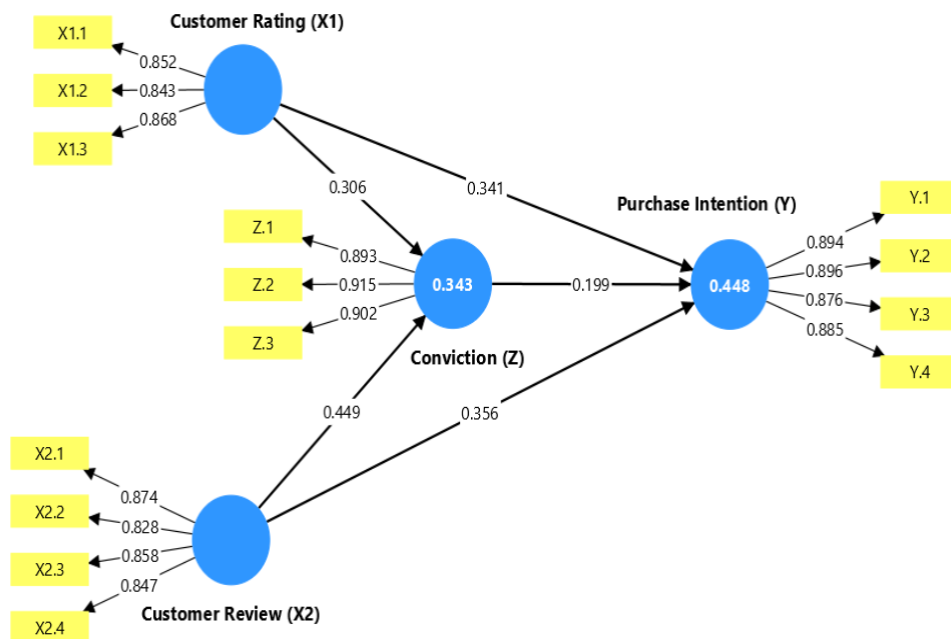 Customer Rating (X1)
X1.1
0.852
X1.2
0.843
X1.3
0.868
0.306
0.341
Purchase Intention (Y)
Y.1
0.894
Y.2
0.896
Y.3
0.876
Y.4
0.885
0.448
Z.1
0.893
Z.2
0.915
Z.3
0.902
0.343
0.199
Conviction (Z)
0.449
0.356
X2.1
0.874
X2.2
0.828
X2.3
0.858
X2.4
0.847
Customer Review (X2)